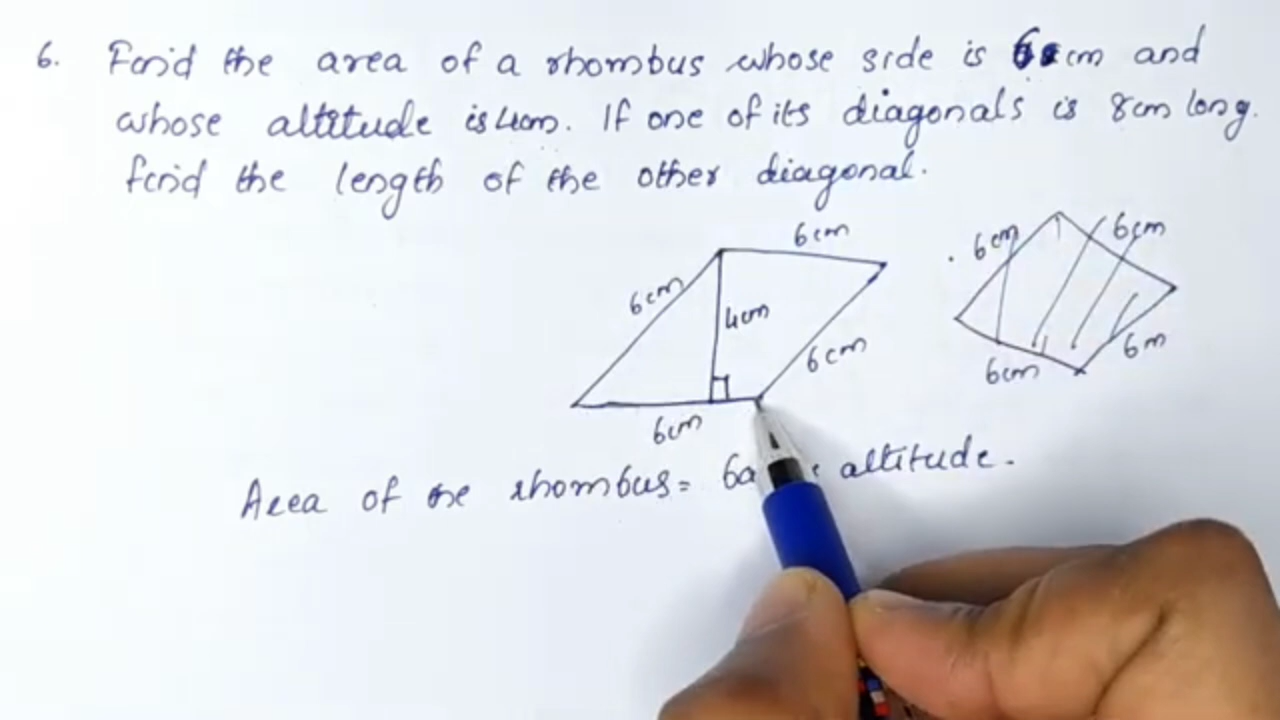 6. Find the area of a rhombus whose side is 6 cm and
whose altitude is 4cm. If one of its diagonals is 8cm long.
find the length of the other diagonal.
6cm
6cm
4cm
6cm
6cm
6cm
6cm
6cm
6m
Area of the rhombus = altitude.